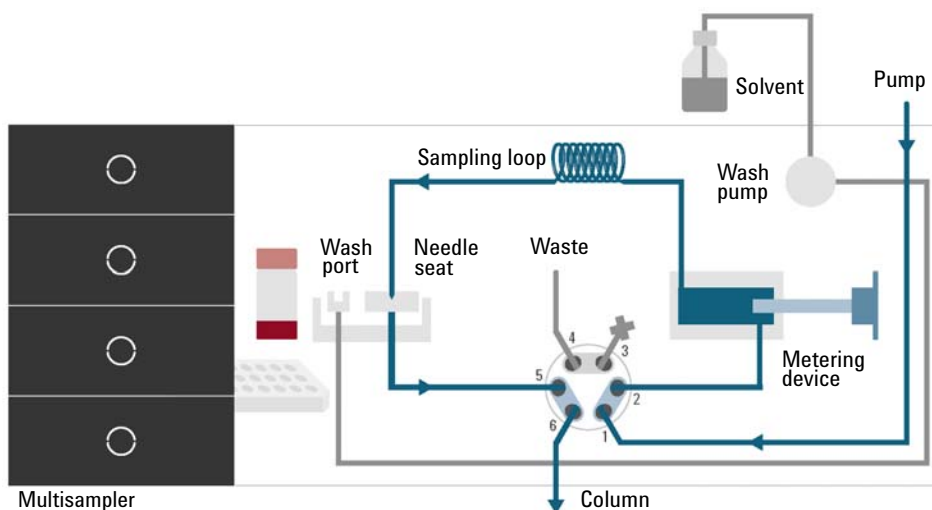 Solvent
Pump
Sampling loop
Wash
pump
Wash
port
Needle
seat
Waste
4
3
Metering
device
5
2
6
1
Multisampler
Column